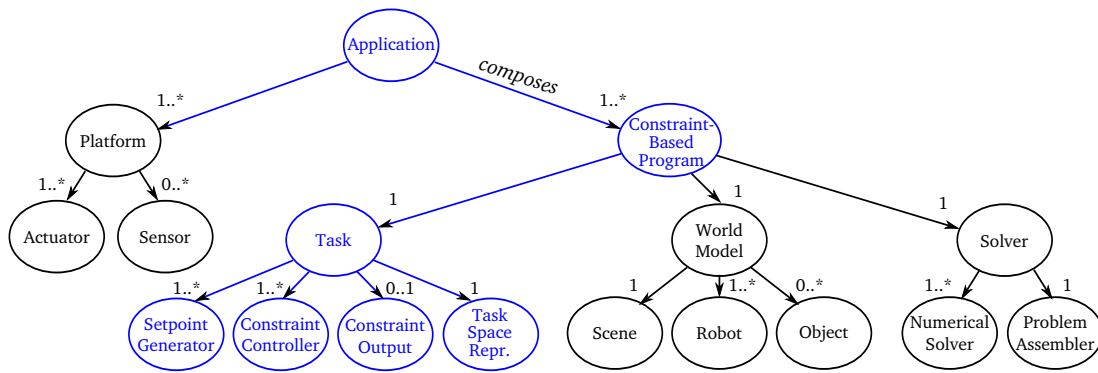 Application
composes
1..*
1..*
Platform
Constraint-
Based
Program
1..*
0..*
1
1
1
Actuator
Sensor
Task
World
Model
Solver
1..*
1..*
0..1
1
1
1..*
0..*
1..*
1
Setpoint
Generator
Constraint
Controller
Constraint
Output
Task
Space
Repr.
Scene
Robot
Object
Numerical
Solver
Problem
Assembler